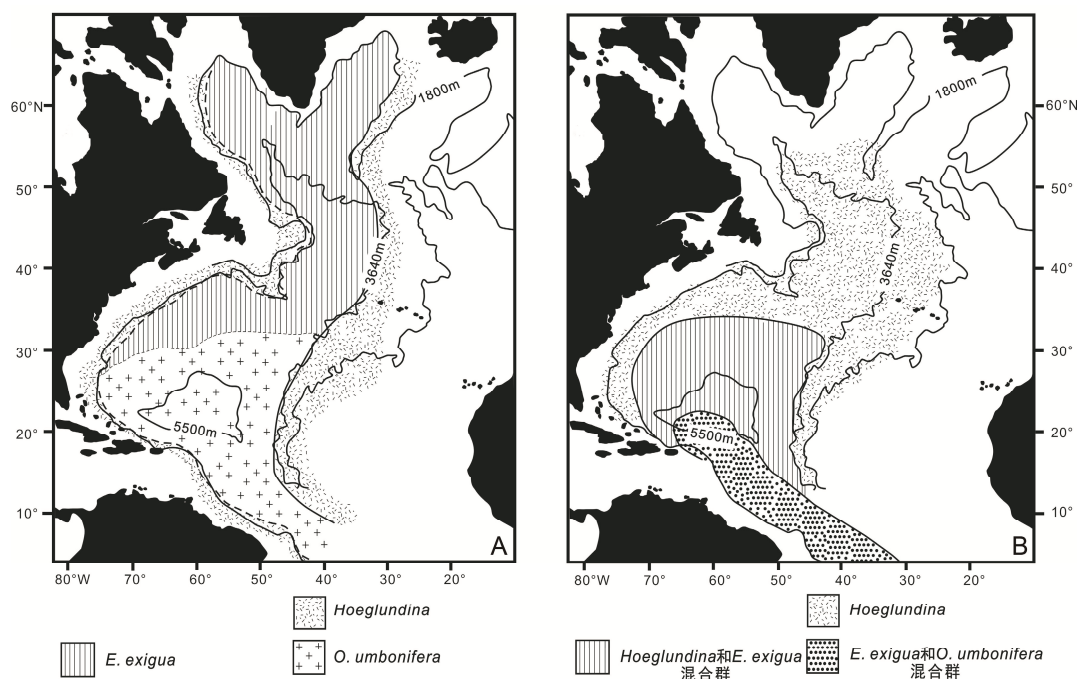 1800m
60°N
50°
40°
3640m
30°
20°
5500m
10°
A
80°W
70°
60°
50°
40°
30°
20°
Hoeglundina
E. exigua
O. umbonifera
1800m
60°N
50°
40°
3640m
30°
20°
5500m
10°
B
80°W
70°
60°
50°
40°
30°
20°
Hoeglundina
Hoeglundina和E. exigua
混合群
E. exigua和O. umbonifera
混合群